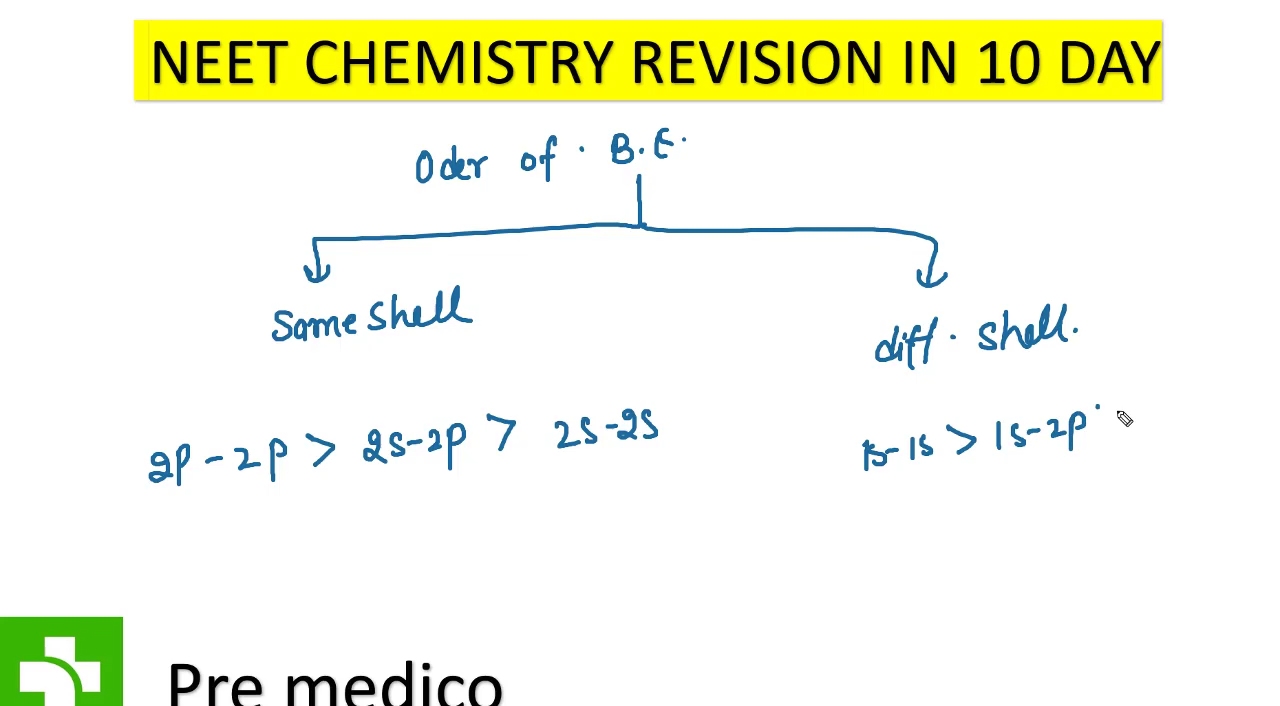 NEET CHEMISTRY REVISION IN 10 DAY
Oder of . B.E.
Same shell
diff. shell.
2p - 2p > 2s-2p > 2s-2s
1s-1s > 1s-2p
Pre medico